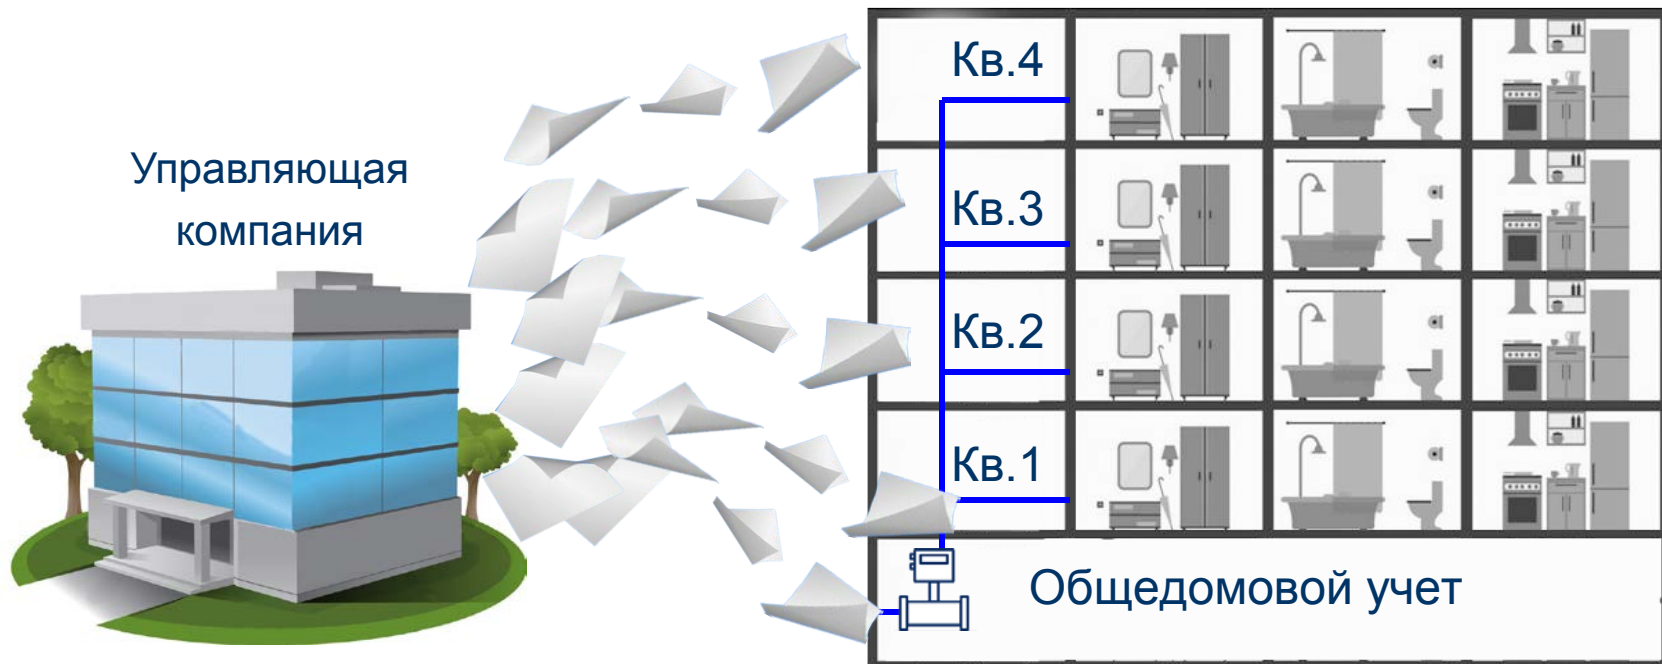 Управляющая
компания
Кв.4
Кв.3
Кв.2
Кв.1
Общедомовой учет